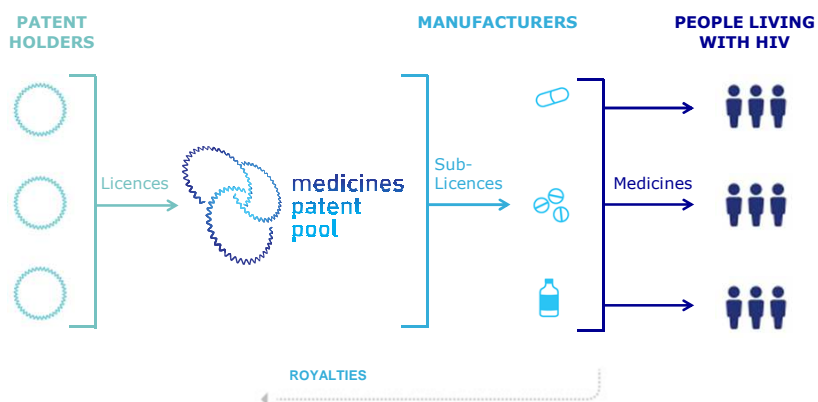 PATENT
HOLDERS
MANUFACTURERS
PEOPLE LIVING
WITH HIV
Licences
medicines
patent
pool
Sub-
Licences
Medicines
ROYALTIES